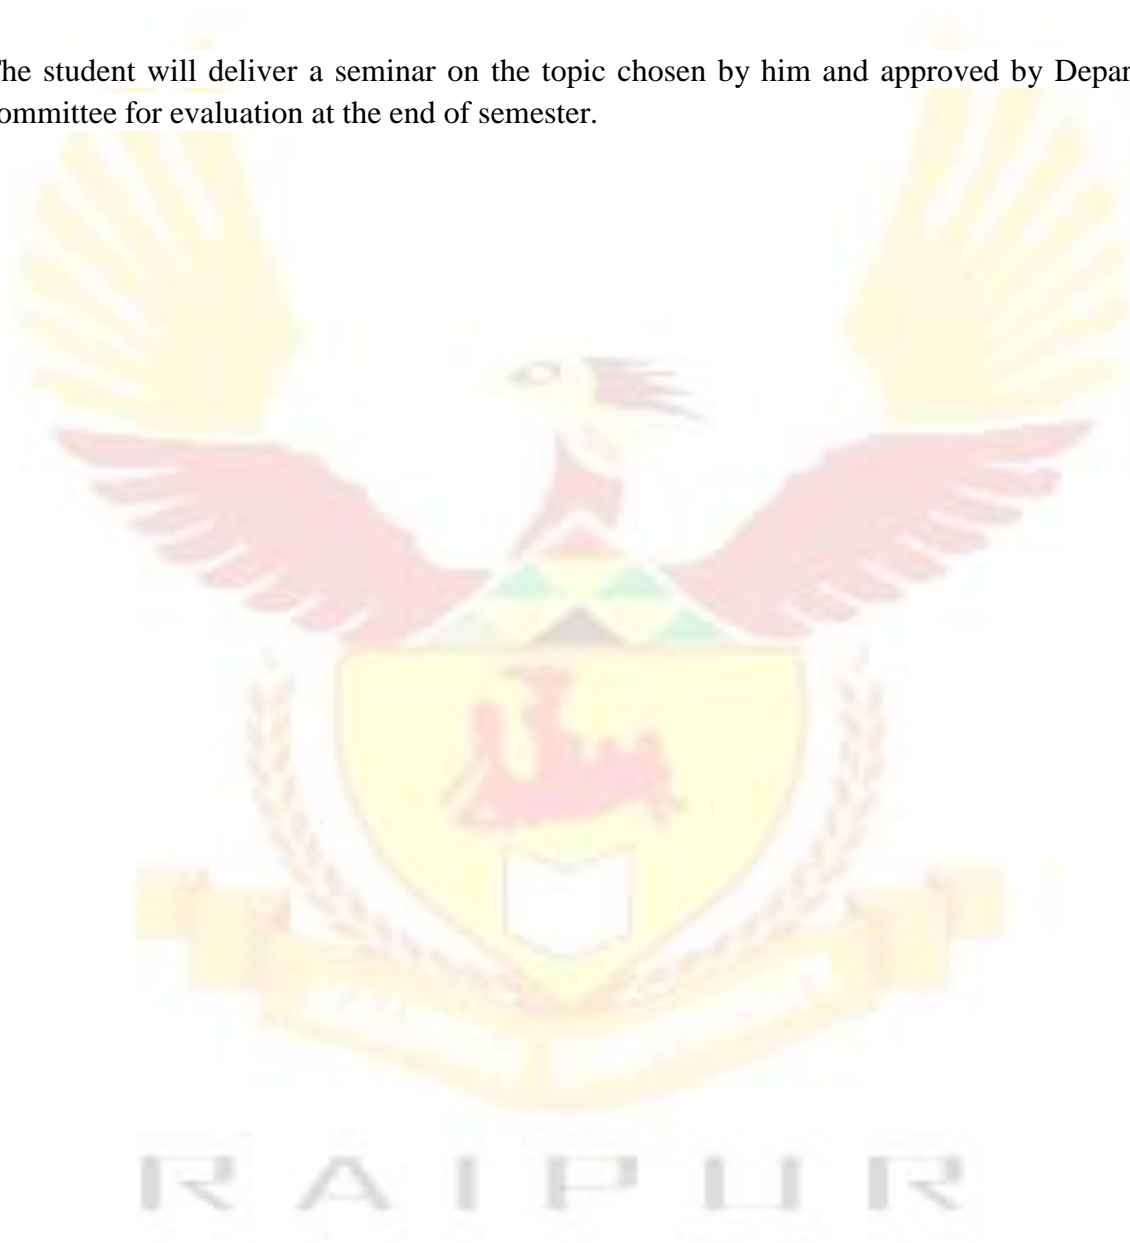 he student will deliver a seminar on the topic chosen by him and approved by Depar
ommittee for evaluation at the end of semester.
RAIPUR